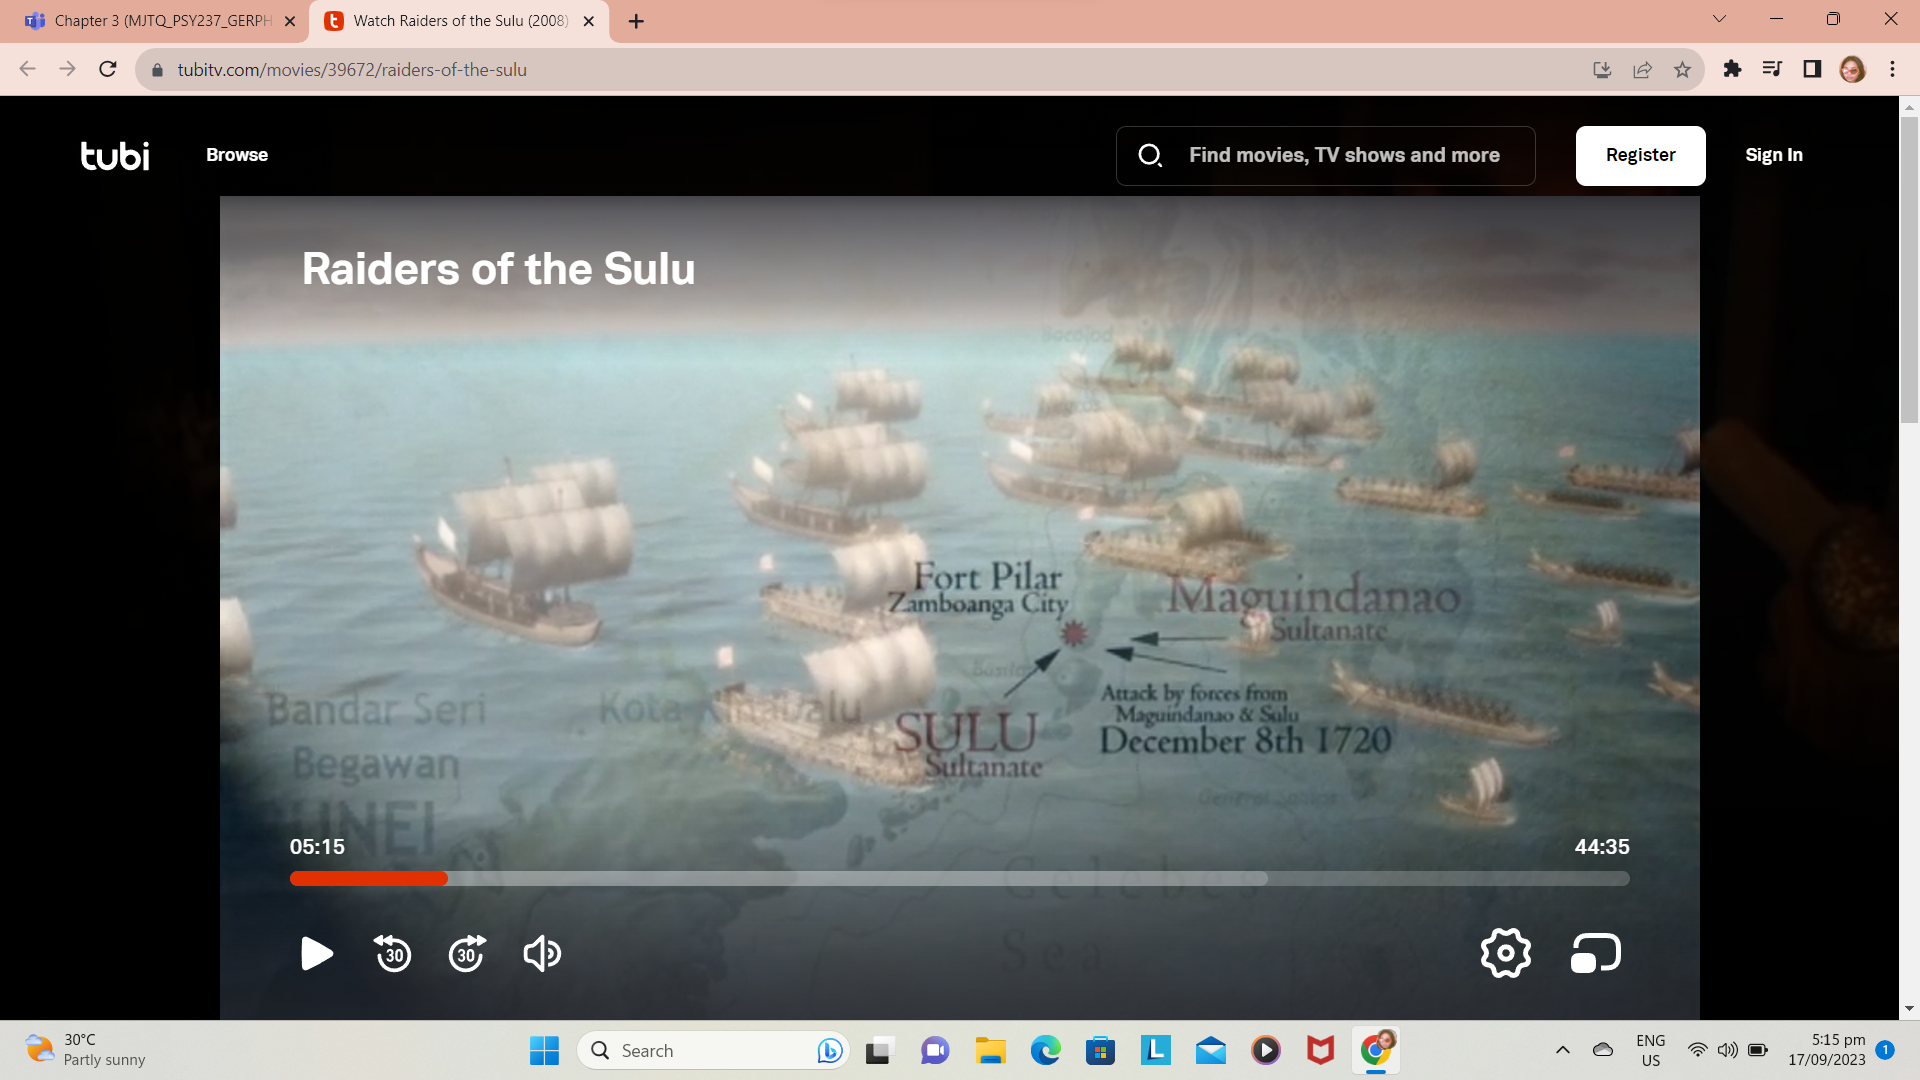 Chapter 3 (MJTQ_PSY237_GERPH
Watch Raiders of the Sulu (2008)
tubitv.com/movies/39672/raiders-of-the-sulu
tubi
Browse
Find movies, TV shows and more
Register
Sign In
Raiders of the Sulu
Bacolod
Fort Pilar
Zamboanga City
Maguindanao
Sultanate
Basilan
Attack by forces from
Maguindanao & Sulu
December 8th 1720
Bandar Seri
Begawan
Kota Kinabalu
SULU
Sultanate
General Santos
UNEI
05:15
44:35
Celebes
Sea
30
30
30°C
Partly sunny
Search
L
ENG
US
5:15 pm
17/09/2023
1